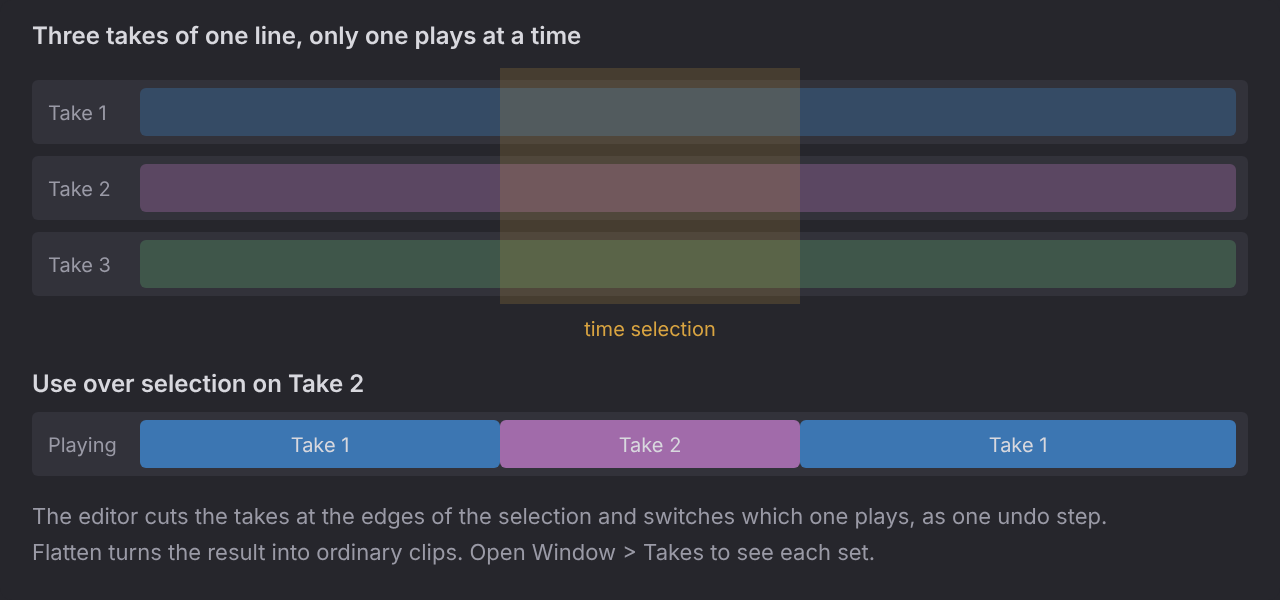 Three takes of one line, only one plays at a time
Take 1
Take 2
Take 3
time selection
Use over selection on Take 2
Playing Take 1 Take 2 Take 1
The editor cuts the takes at the edges of the selection and switches which one plays, as one undo step.
Flatten turns the result into ordinary clips. Open Window > Takes to see each set.